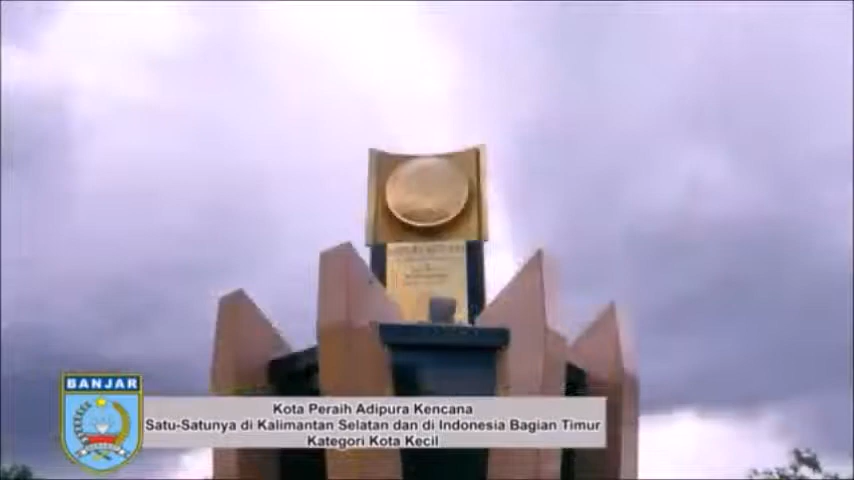 BANJAR
Kota Peraih Adipura Kencana
Satu-Satunya di Kalimantan Selatan dan di Indonesia Bagian Timur
Kategori Kota Kecil